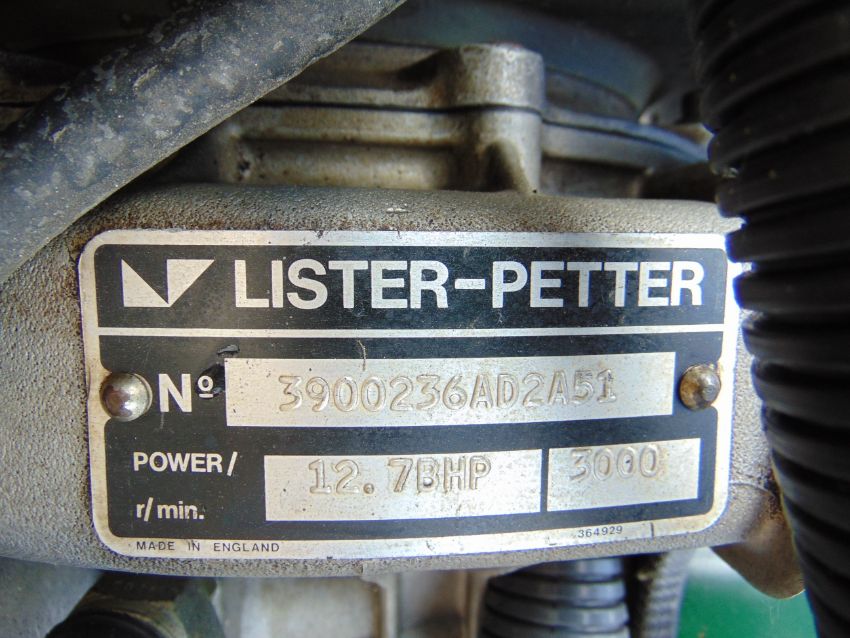 LISTER-PETTER
Nº 3900236AD2A51
POWER/ 12.7BHP 3000
r/min.
MADE IN ENGLAND 364929